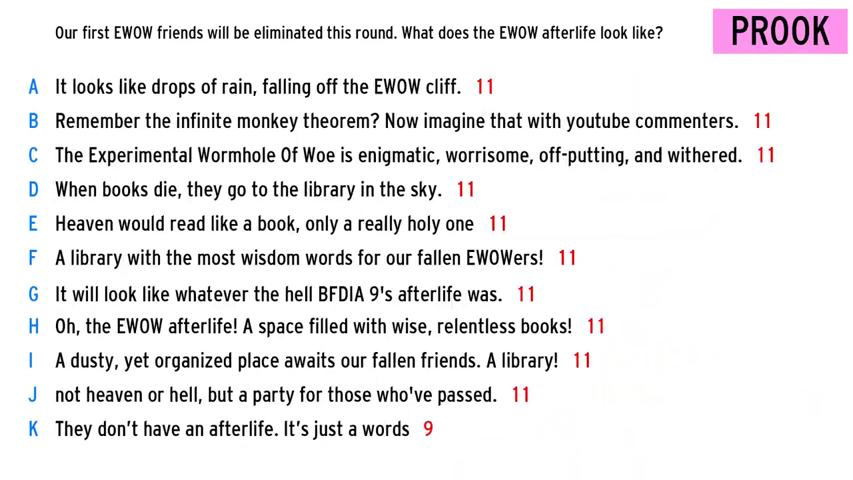 Our first EWOW friends will be eliminated this round. What does the EWOW afterlife look like?
PROOK
A It looks like drops of rain, falling off the EWOW cliff. 11
B Remember the infinite monkey theorem? Now imagine that with youtube commenters. 11
C The Experimental Wormhole Of Woe is enigmatic, worrisome, off-putting, and withered. 11
D When books die, they go to the library in the sky. 11
E Heaven would read like a book, only a really holy one 11
F A library with the most wisdom words for our fallen EWOWers! 11
G It will look like whatever the hell BFDIA 9's afterlife was. 11
H Oh, the EWOW afterlife! A space filled with wise, relentless books! 11
I A dusty, yet organized place awaits our fallen friends. A library! 11
J not heaven or hell, but a party for those who've passed. 11
K They don’t have an afterlife. It’s just a words 9